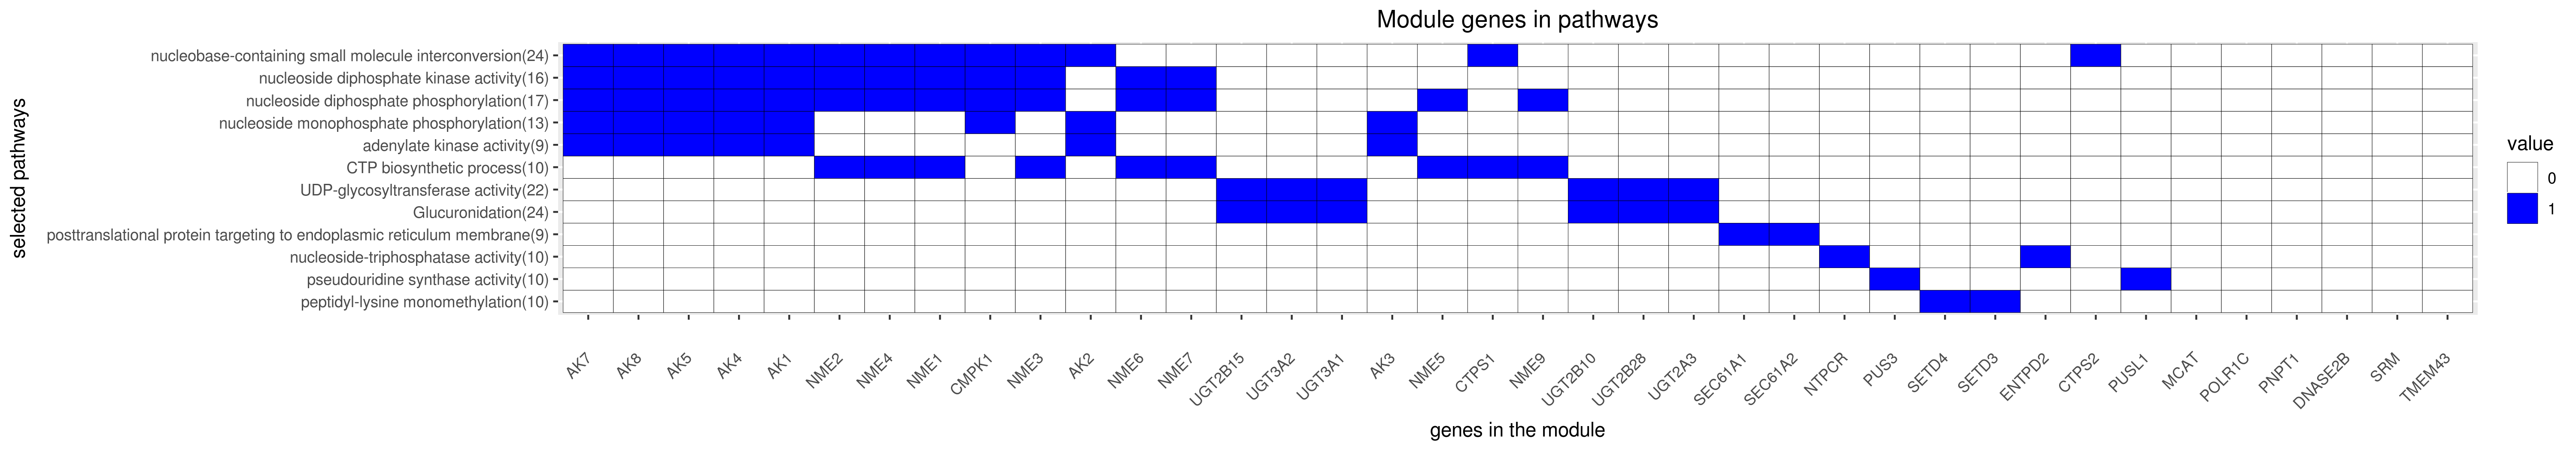 Module genes in pathways
selected pathways
nucleobase-containing small molecule interconversion(24)
nucleoside diphosphate kinase activity(16)
nucleoside diphosphate phosphorylation(17)
nucleoside monophosphate phosphorylation(13)
adenylate kinase activity(9)
CTP biosynthetic process(10)
UDP-glycosyltransferase activity(22)
Glucuronidation(24)
posttranslational protein targeting to endoplasmic reticulum membrane(9)
nucleoside-triphosphatase activity(10)
pseudouridine synthase activity(10)
peptidyl-lysine monomethylation(10)
AK7
AK8
AK5
AK4
AK1
NME2
NME4
NME1
CMPK1
NME3
AK2
NME6
NME7
UGT2B15
UGT3A2
UGT3A1
AK3
NME5
CTPS1
NME9
UGT2B10
UGT2B28
UGT2A3
SEC61A1
SEC61A2
NTPCR
PUS3
SETD4
SETD3
ENTPD2
CTPS2
PUSL1
MCAT
POLR1C
PNPT1
DNASE2B
SRM
TMEM43
genes in the module
value
0
1